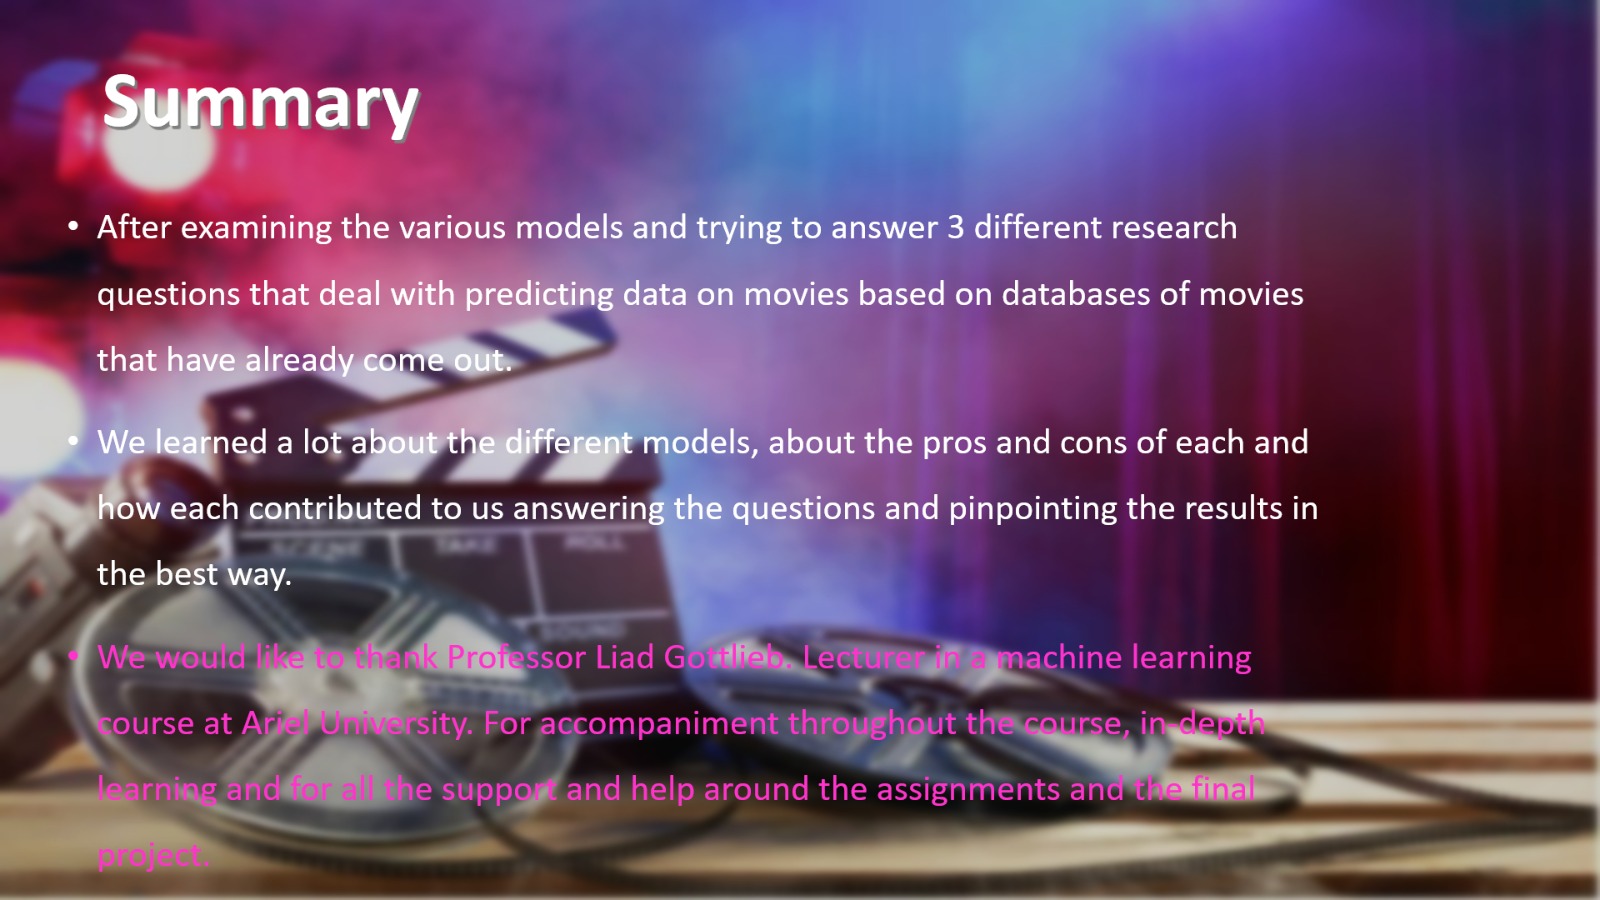 Summary
• After examining the various models and trying to answer 3 different research
questions that deal with predicting data on movies based on databases of movies
that have already come out.
• We learned a lot about the different models, about the pros and cons of each and
how each contributed to us answering the questions and pinpointing the results in
the best way.
SCENE TAKE ROLL
SOUND
• We would like to thank Professor Liad Gottlieb. Lecturer in a machine learning
course at Ariel University. For accompaniment throughout the course, in-depth
learning and for all the support and help around the assignments and the final
project.